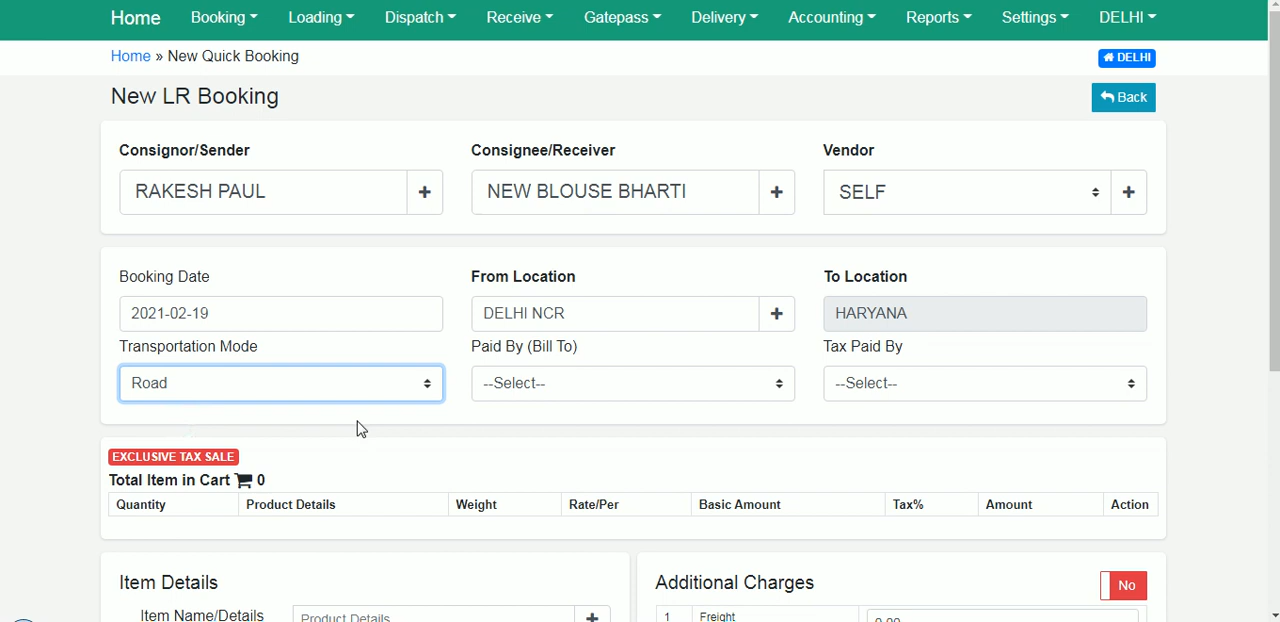 Home Booking Loading Dispatch Receive Gatepass Delivery Accounting Reports Settings DELHI
Home » New Quick Booking DELHI
New LR Booking Back
Consignor/Sender Consignee/Receiver Vendor
RAKESH PAUL + NEW BLOUSE BHARTI + SELF +
Booking Date From Location To Location
2021-02-19 DELHI NCR + HARYANA
Transportation Mode Paid By (Bill To) Tax Paid By
Road --Select-- --Select--
EXCLUSIVE TAX SALE
Total Item in Cart 0
Quantity Product Details Weight Rate/Per Basic Amount Tax% Amount Action
Item Details Additional Charges No
Item Name/Details Product Details + 1 Freight 0.00